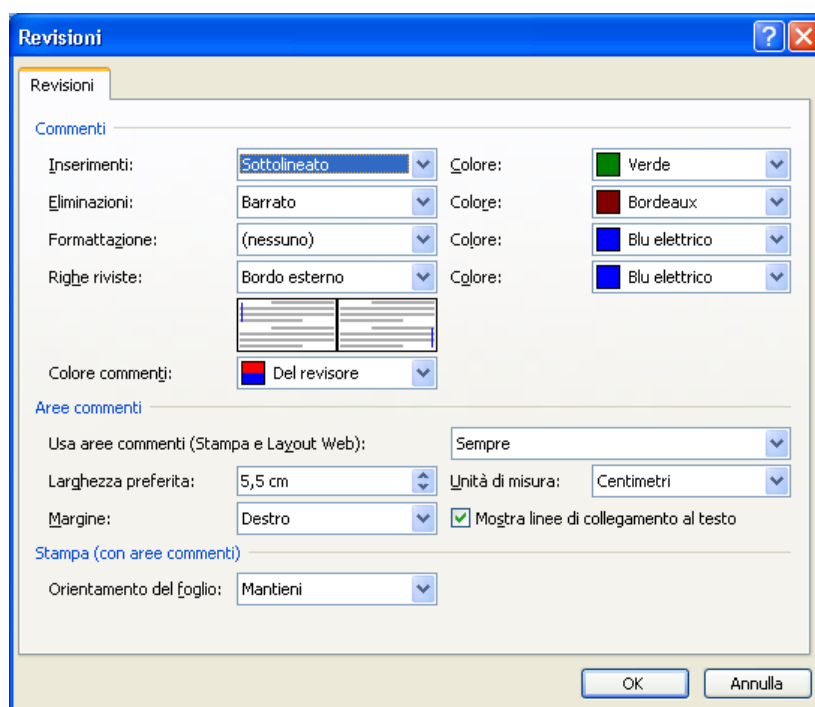 Revisioni
Revisioni
Commenti
Inserimenti: Sottolineato Colore: Verde
Eliminazioni: Barrato Colore: Bordeaux
Formattazione: (nessuno) Colore: Blu elettrico
Righe riviste: Bordo esterno Colore: Blu elettrico
Colore commenti: Del revisore
Aree commenti
Usa aree commenti (Stampa e Layout Web): Sempre
Larghezza preferita: 5,5 cm Unità di misura: Centimetri
Margine: Destro Mostra linee di collegamento al testo
Stampa (con aree commenti)
Orientamento del foglio: Mantieni
OK Annulla